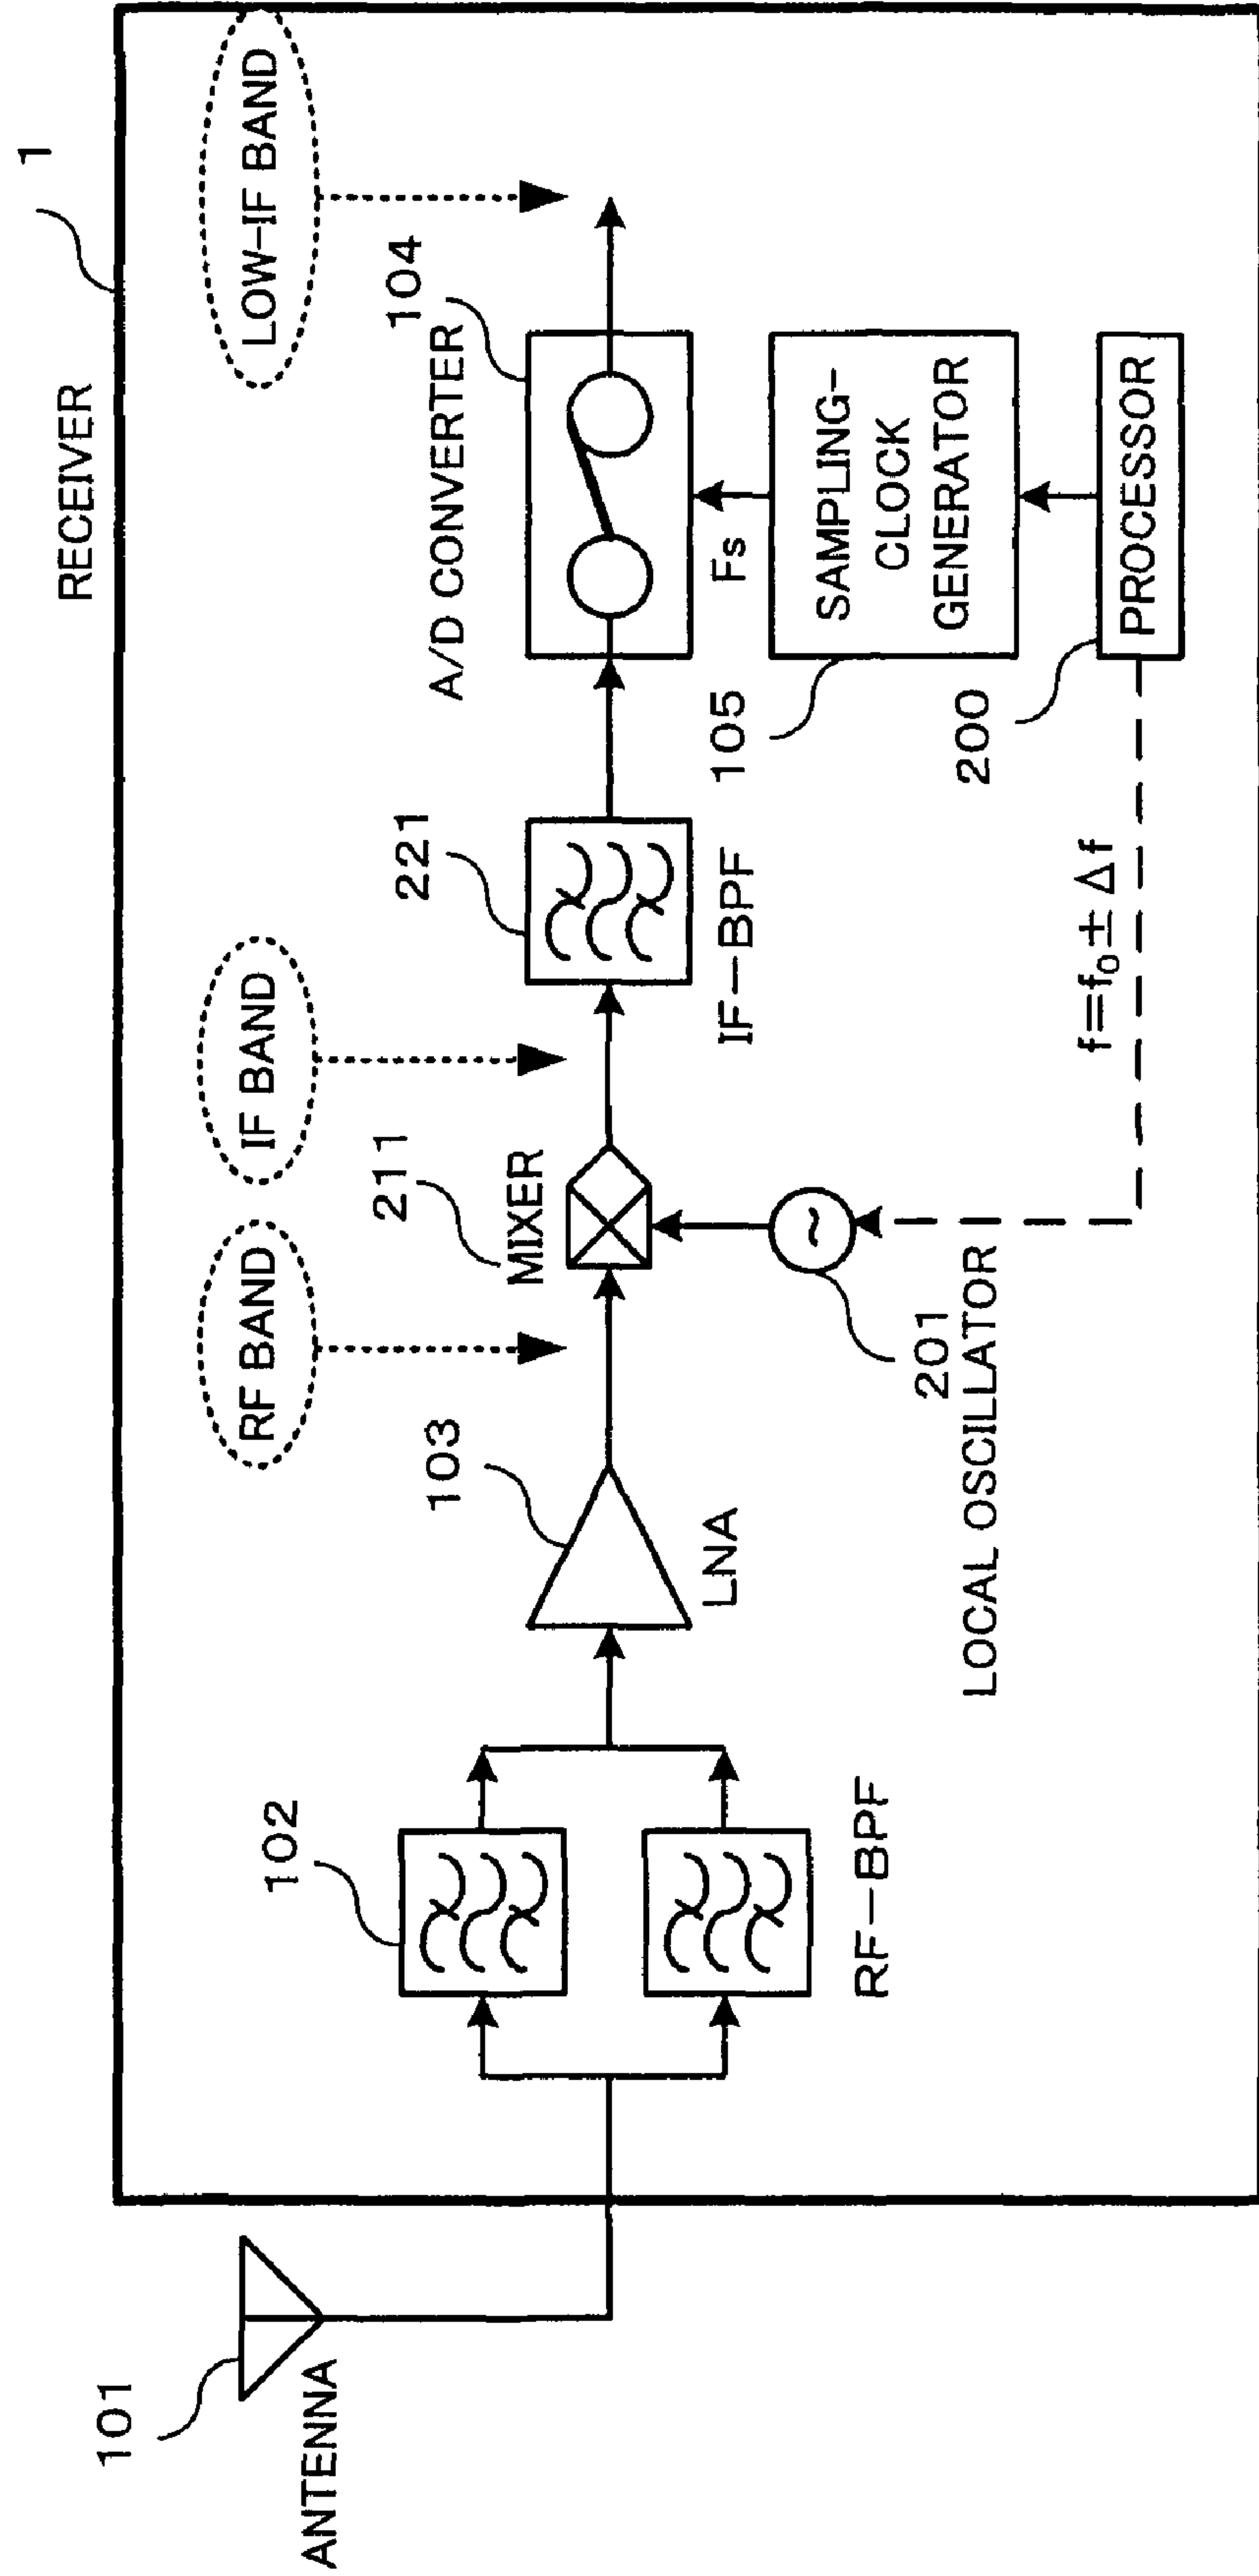 RECEIVER
1
RF BAND
IF BAND
LOW-IF BAND
101
ANTENNA
102
RF-BPF
103
LNA
211
MIXER
201
LOCAL OSCILLATOR
221
IF-BPF
A/D CONVERTER
104
Fs
105
SAMPLING-
CLOCK
GENERATOR
200
PROCESSOR
f=f₀± Δf
~